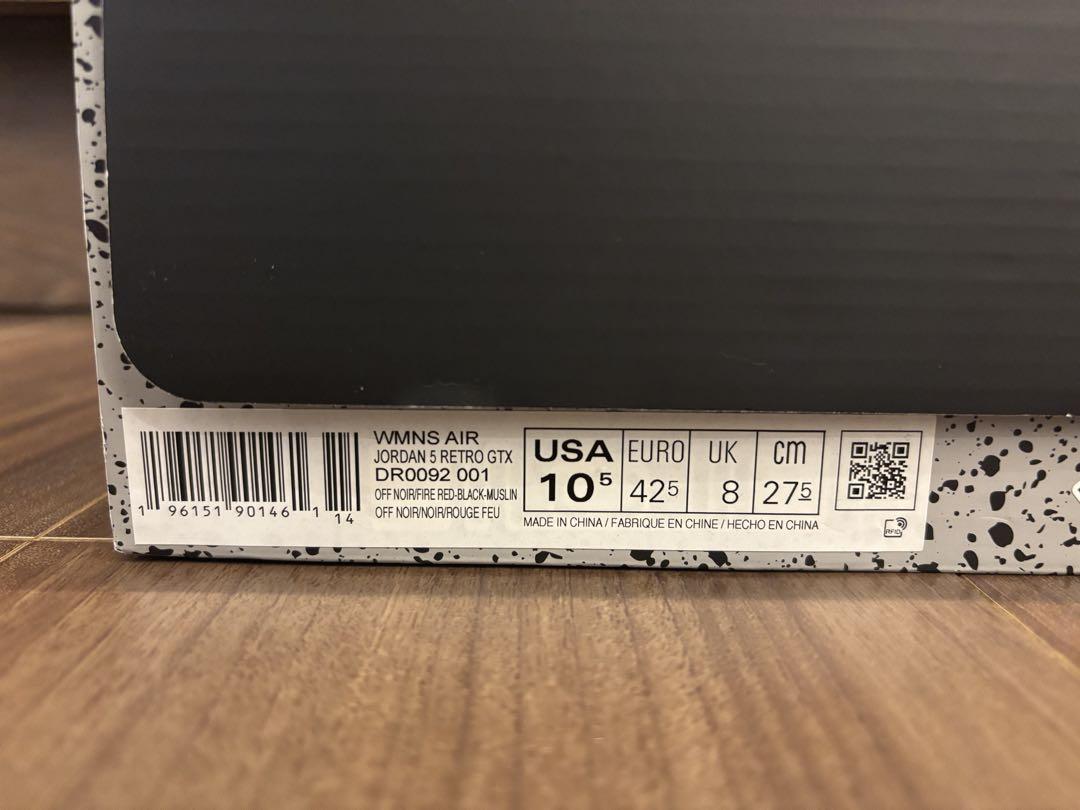 WMNS AIR
JORDAN 5 RETRO GTX
DR0092 001
OFF NOIR/FIRE RED-BLACK-MUSLIN
OFF NOIR/NOIR/ROUGE FEU
1 96151 90146 1 14
USA EURO UK cm
10⁵ 42⁵ 8 27⁵
MADE IN CHINA / FABRIQUE EN CHINE / HECHO EN CHINA
RFID